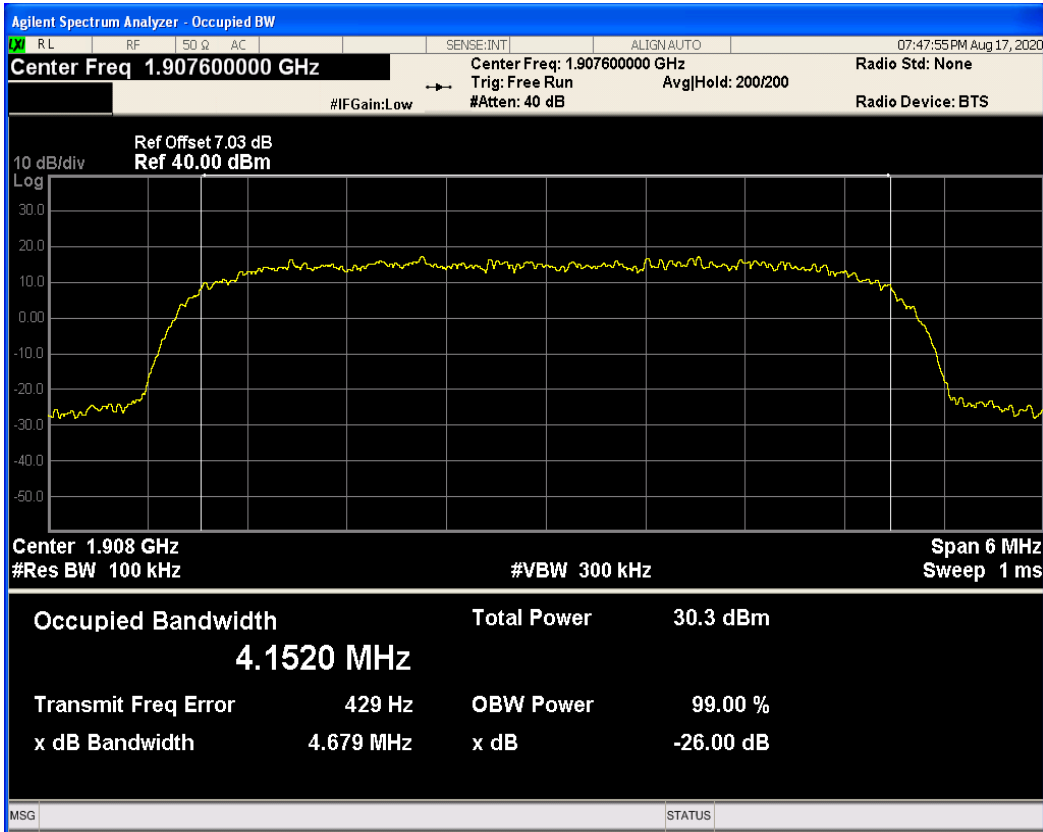 Agilent Spectrum Analyzer - Occupied BW
LXI RL RF 50 Ω AC SENSE:INT ALIGNAUTO 07:47:55 PM Aug 17, 2020
Center Freq 1.907600000 GHz
Center Freq: 1.907600000 GHz
Radio Std: None
Trig: Free Run Avg|Hold: 200/200
#IFGain:Low #Atten: 40 dB Radio Device: BTS
Ref Offset 7.03 dB
10 dB/div Ref 40.00 dBm
Log
30.0
20.0
10.0
0.00
-10.0
-20.0
-30.0
-40.0
-50.0
Center 1.908 GHz Span 6 MHz
#Res BW 100 kHz #VBW 300 kHz Sweep 1 ms
Occupied Bandwidth Total Power 30.3 dBm
4.1520 MHz
Transmit Freq Error 429 Hz OBW Power 99.00 %
x dB Bandwidth 4.679 MHz x dB -26.00 dB
MSG STATUS